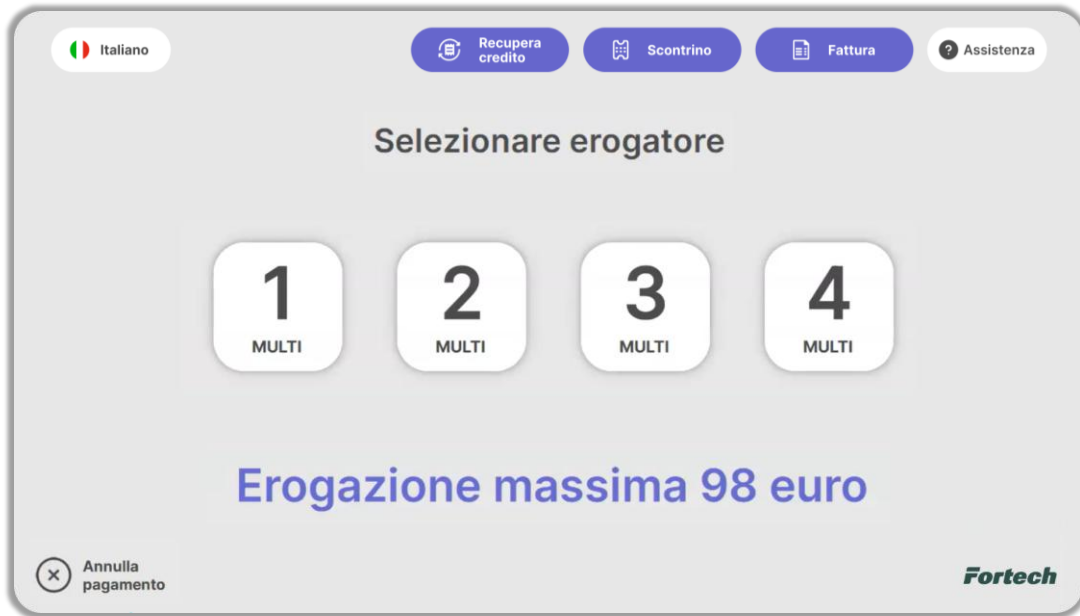 Italiano
Recupera
credito
Scontrino
Fattura
? Assistenza
Selezionare erogatore
1
MULTI
2
MULTI
3
MULTI
4
MULTI
Erogazione massima 98 euro
Annulla
pagamento
Fortech